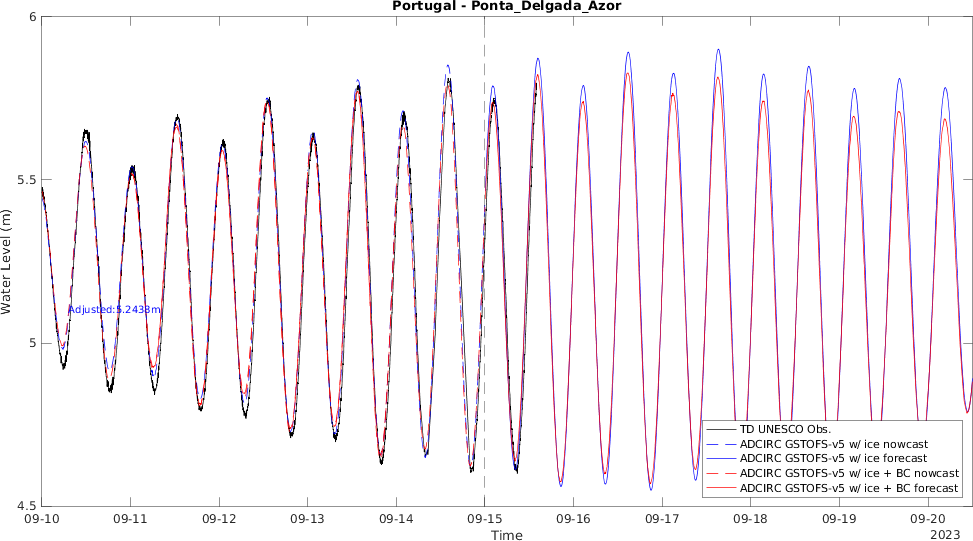 Portugal - Ponta_Delgada_Azor
6
5.5
5
4.5
Water Level (m)
Adjusted:5.2433m
TD UNESCO Obs.
ADCIRC GSTOFS-v5 w/ ice nowcast
ADCIRC GSTOFS-v5 w/ ice forecast
ADCIRC GSTOFS-v5 w/ ice + BC nowcast
ADCIRC GSTOFS-v5 w/ ice + BC forecast
09-10 09-11 09-12 09-13 09-14 09-15 09-16 09-17 09-18 09-19 09-20
2023
Time